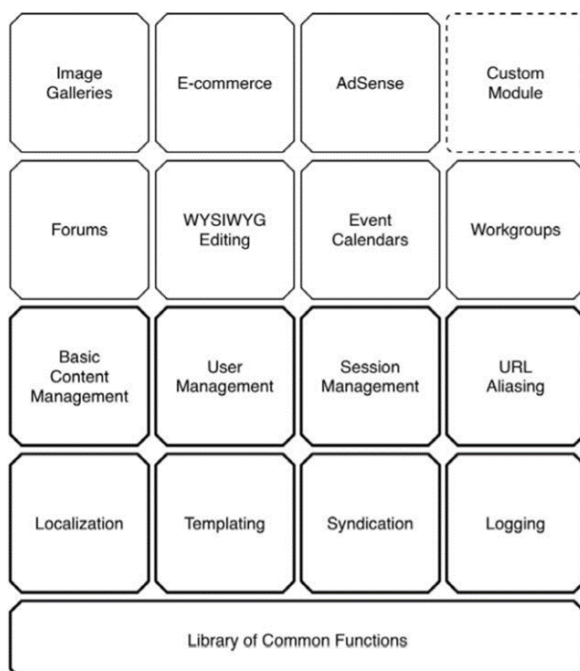 Image
Galleries
E-commerce
AdSense
Custom
Module
Forums
WYSIWYG
Editing
Event
Calendars
Workgroups
Basic
Content
Management
User
Management
Session
Management
URL
Aliasing
Localization
Templating
Syndication
Logging
Library of Common Functions